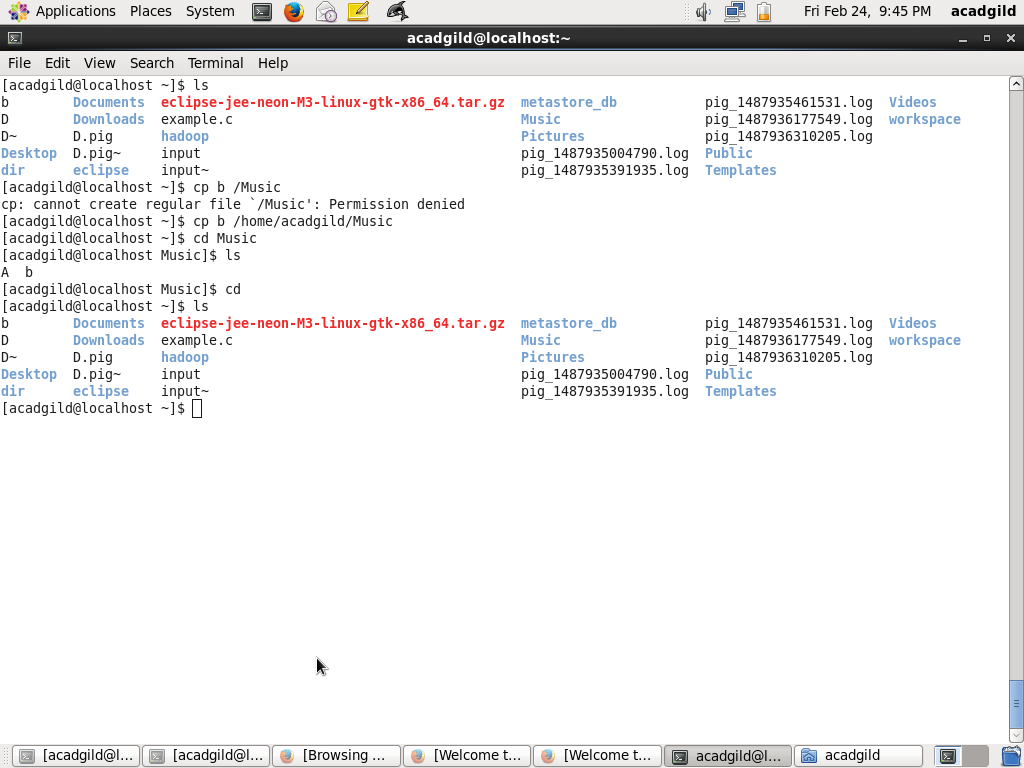 Applications Places System Fri Feb 24, 9:45 PM acadgild
acadgild@localhost:~
File Edit View Search Terminal Help
[acadgild@localhost ~]$ ls
b Documents eclipse-jee-neon-M3-linux-gtk-x86_64.tar.gz metastore_db pig_1487935461531.log Videos
D Downloads example.c Music pig_1487936177549.log workspace
D~ D.pig hadoop Pictures pig_1487936310205.log
Desktop D.pig~ input pig_1487935004790.log Public
dir eclipse input~ pig_1487935391935.log Templates
[acadgild@localhost ~]$ cp b /Music
cp: cannot create regular file `/Music': Permission denied
[acadgild@localhost ~]$ cp b /home/acadgild/Music
[acadgild@localhost ~]$ cd Music
[acadgild@localhost Music]$ ls
A b
[acadgild@localhost Music]$ cd
[acadgild@localhost ~]$ ls
b Documents eclipse-jee-neon-M3-linux-gtk-x86_64.tar.gz metastore_db pig_1487935461531.log Videos
D Downloads example.c Music pig_1487936177549.log workspace
D~ D.pig hadoop Pictures pig_1487936310205.log
Desktop D.pig~ input pig_1487935004790.log Public
dir eclipse input~ pig_1487935391935.log Templates
[acadgild@localhost ~]$
[acadgild@l... [acadgild@l... [Browsing ... [Welcome t... [Welcome t... acadgild@l... acadgild